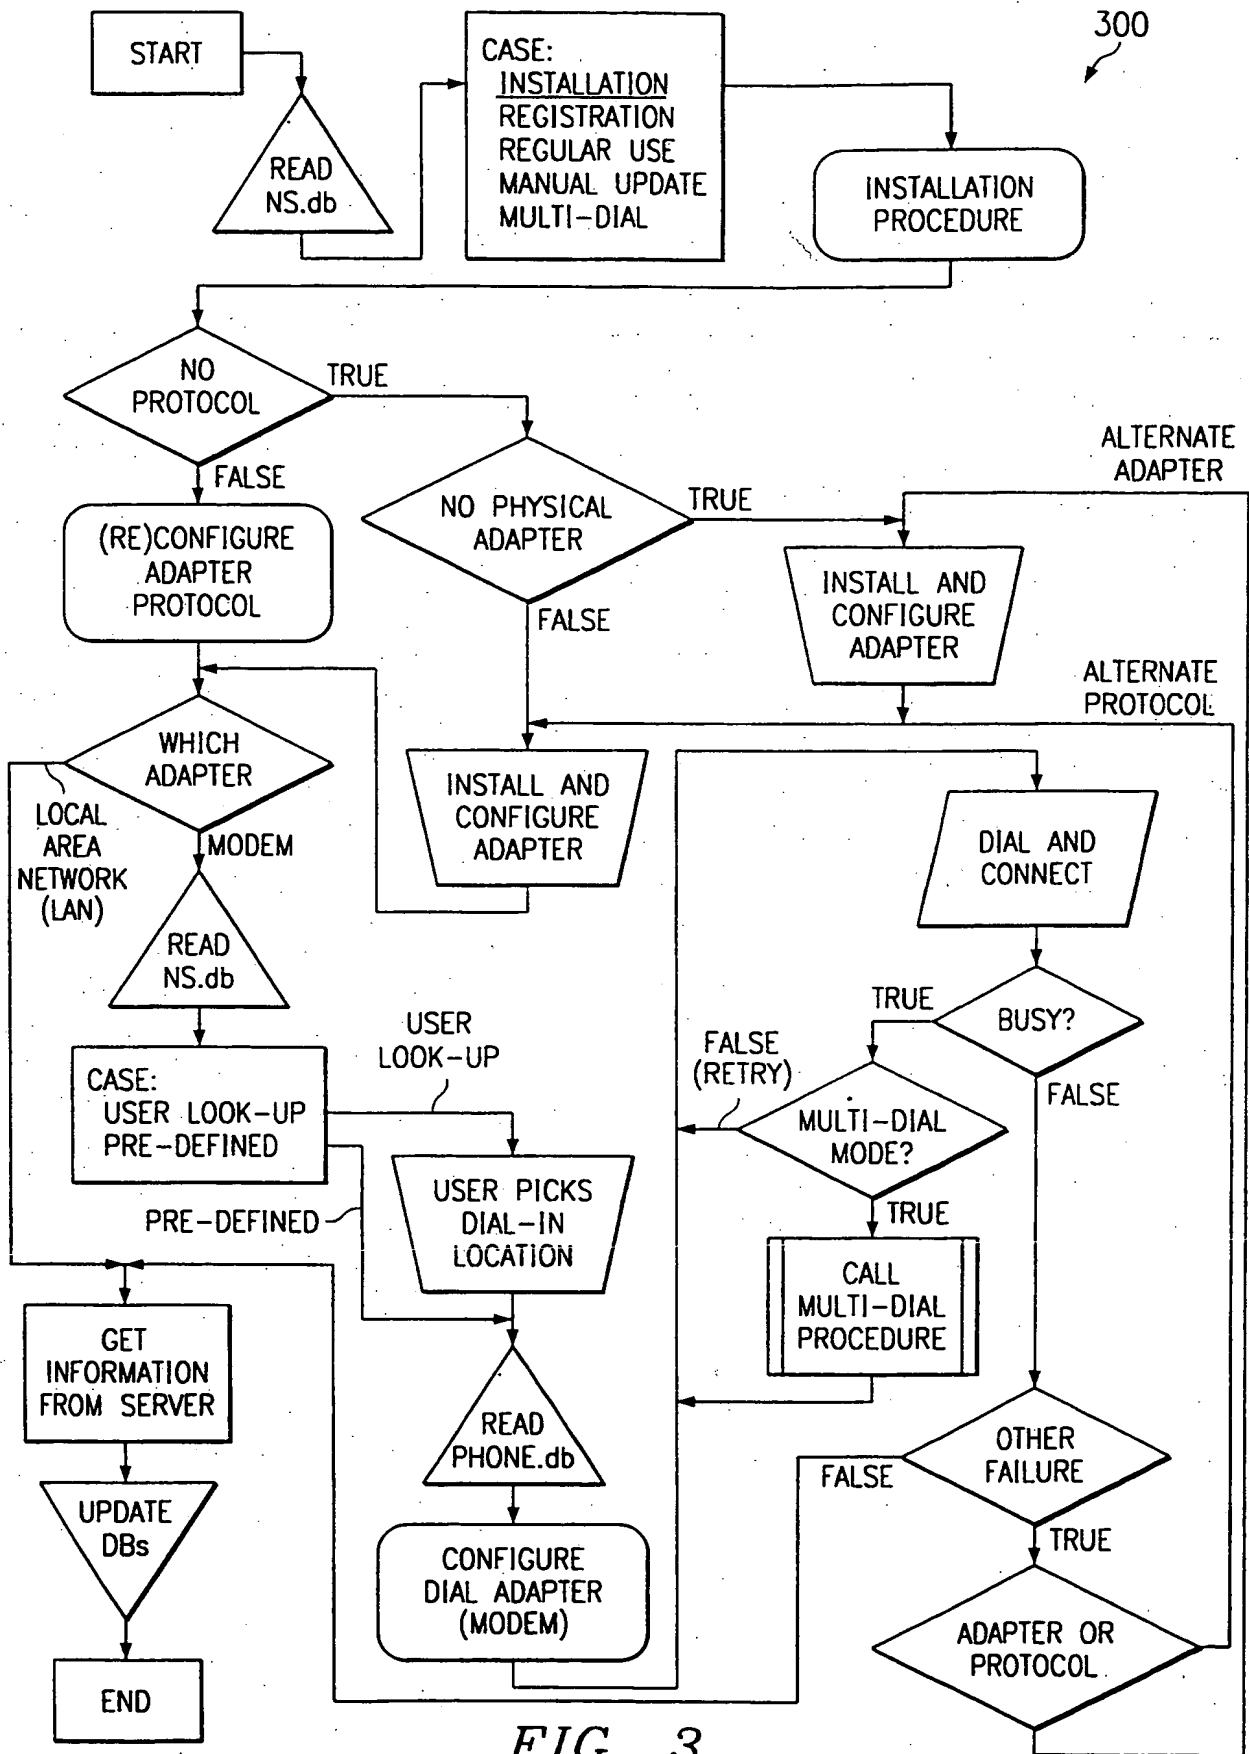 300
START
READ
NS.db
CASE:
INSTALLATION
REGISTRATION
REGULAR USE
MANUAL UPDATE
MULTI-DIAL
INSTALLATION
PROCEDURE
NO
PROTOCOL
TRUE
FALSE
NO PHYSICAL
ADAPTER
TRUE
FALSE
ALTERNATE
ADAPTER
(RE)CONFIGURE
ADAPTER
PROTOCOL
INSTALL AND
CONFIGURE
ADAPTER
ALTERNATE
PROTOCOL
WHICH
ADAPTER
LOCAL
AREA
NETWORK
(LAN)
MODEM
INSTALL AND
CONFIGURE
ADAPTER
DIAL AND
CONNECT
READ
NS.db
BUSY?
TRUE
FALSE
USER
LOOK-UP
FALSE
(RETRY)
CASE:
USER LOOK-UP
PRE-DEFINED
MULTI-DIAL
MODE?
TRUE
PRE-DEFINED
USER PICKS
DIAL-IN
LOCATION
CALL
MULTI-DIAL
PROCEDURE
GET
INFORMATION
FROM SERVER
READ
PHONE.db
OTHER
FAILURE
FALSE
TRUE
UPDATE
DBs
CONFIGURE
DIAL ADAPTER
(MODEM)
ADAPTER OR
PROTOCOL
END
FIG. 3